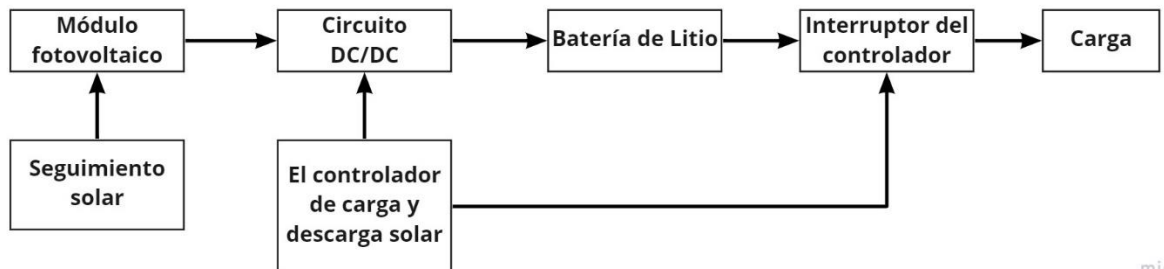 Módulo
fotovoltaico
Circuito
DC/DC
Batería de Litio
Interruptor del
controlador
Carga
Seguimiento
solar
El controlador
de carga y
descarga solar